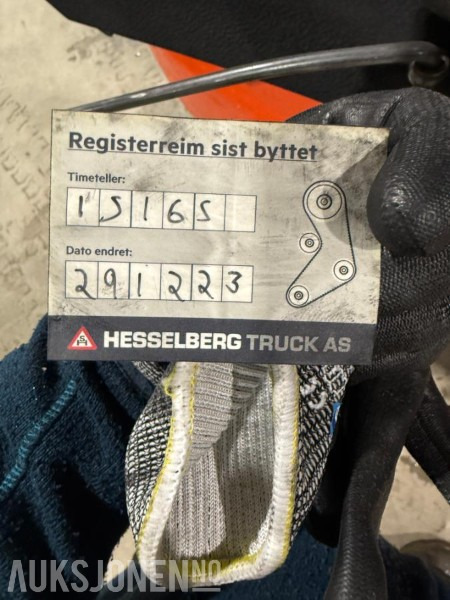 Registerreim sist byttet
Timeteller:
15165
Dato endret:
291223
HESSELBERG TRUCK AS
AUKSJONEN.NO